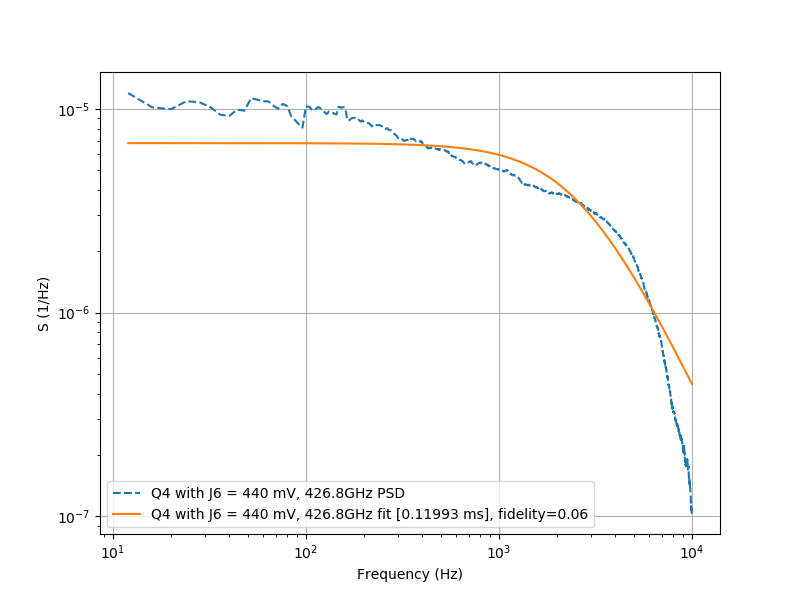 S (1/Hz)
10⁻⁵
10⁻⁶
10⁻⁷
Q4 with J6 = 440 mV, 426.8GHz PSD
Q4 with J6 = 440 mV, 426.8GHz fit [0.11993 ms], fidelity=0.06
10¹ 10² 10³ 10⁴
Frequency (Hz)